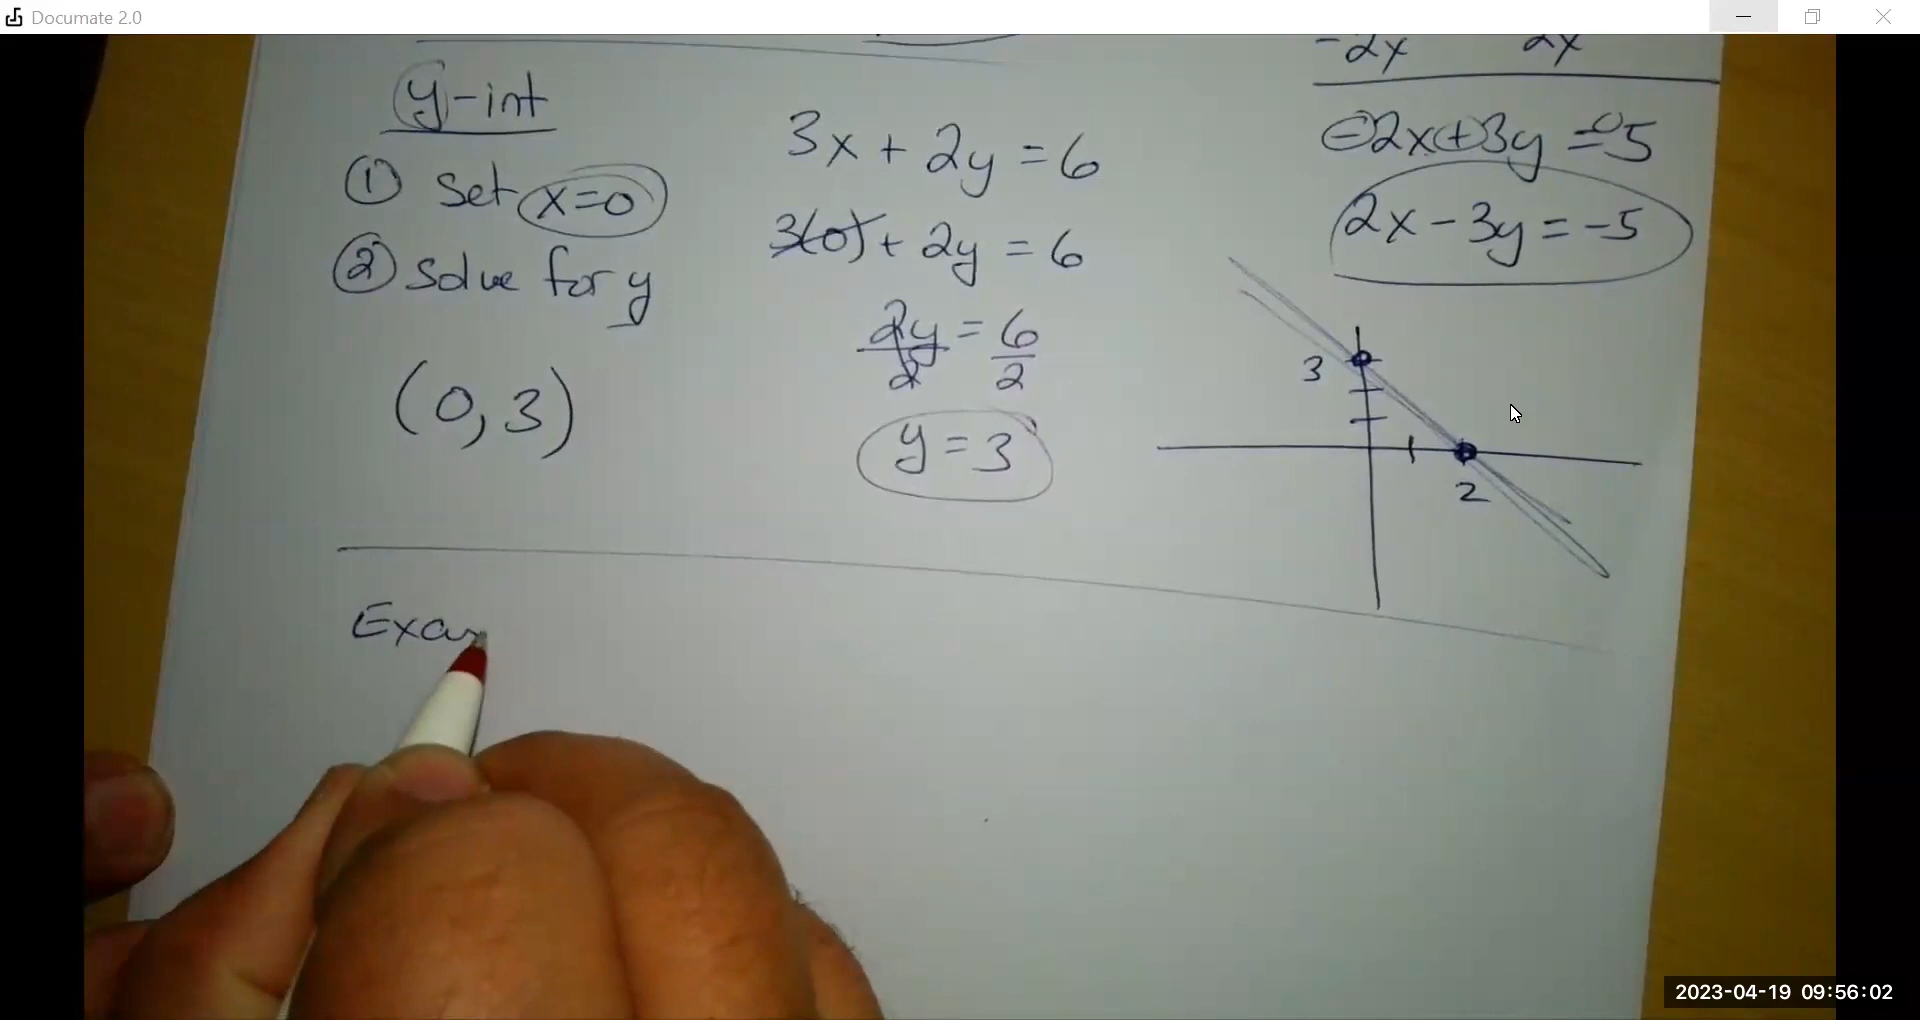 Documate 2.0
y-int
① Set x=0
② Solve for y
(0, 3)
3x + 2y = 6
3(0) + 2y = 6
2y = 6
2 2
y = 3
-2x 2x
-2x+3y = 5
2x - 3y = -5
3
2
Exam
2023-04-19 09:56:02